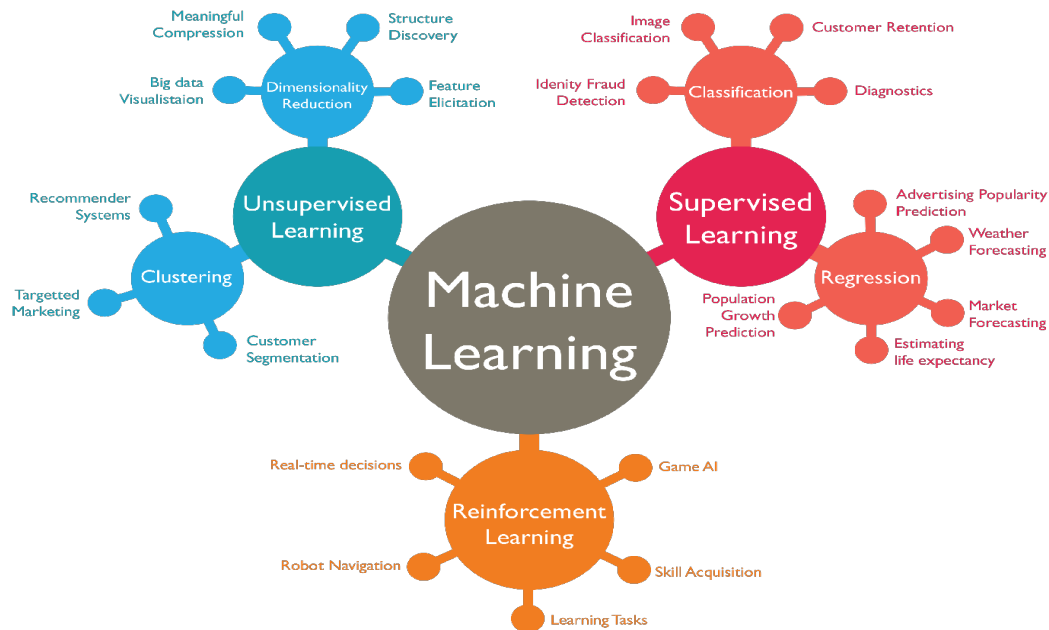 Machine
Learning
Unsupervised
Learning
Dimensionality
Reduction
Meaningful
Compression
Structure
Discovery
Big data
Visualistaion
Feature
Elicitation
Clustering
Recommender
Systems
Targetted
Marketing
Customer
Segmentation
Supervised
Learning
Classification
Image
Classification
Customer Retention
Idenity Fraud
Detection
Diagnostics
Regression
Advertising Popularity
Prediction
Weather
Forecasting
Population
Growth
Prediction
Market
Forecasting
Estimating
life expectancy
Reinforcement
Learning
Real-time decisions
Game AI
Robot Navigation
Skill Acquisition
Learning Tasks